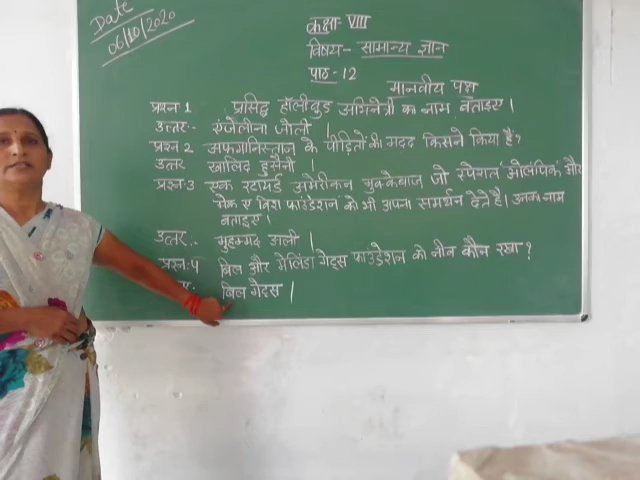 Date
06/10/2020
कक्षा- VIII
विषय- सामान्य ज्ञान
पाठ- 12
मानवीय पक्ष
प्रश्न 1 प्रसिद्ध हॉलीवुड अभिनेत्री का नाम बताइए।
उत्तर- एंजेलीना जोली।
प्रश्न 2 अफगानिस्तान के पीड़ितों की मदद किसने किया है?
उत्तर खालिद हुसैनी।
प्रश्न:3 एक रटायर्ड अमेरीकन मुक्केबाज जो स्पेशल ओलंपिक और
मेक ए विश फाउंडेशन को भी अपना समर्थन देते है। उनका नाम
बताइए।
उत्तर.- मुहम्मद अली।
प्रश्न:4 बिल और मेलिंडा गेट्स फाउंडेशन की नीव कौन रखा?
बिल गेट्स।